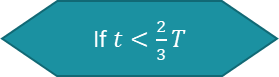 If t < 2/3 T